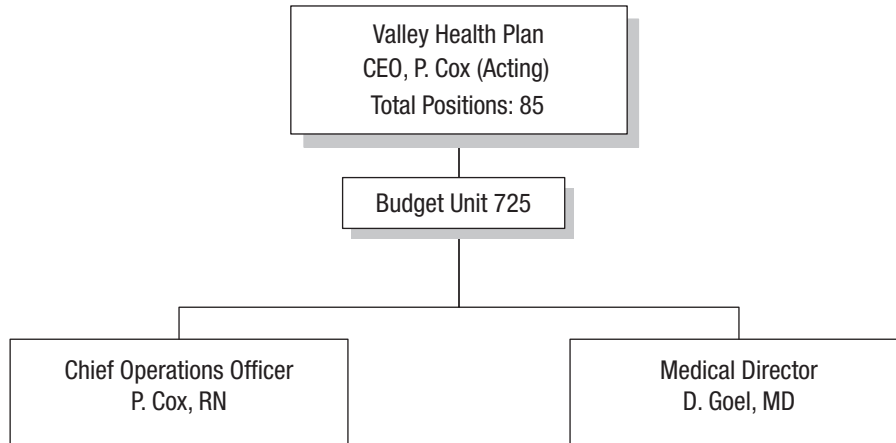 Valley Health Plan
CEO, P. Cox (Acting)
Total Positions: 85
Budget Unit 725
Chief Operations Officer
P. Cox, RN
Medical Director
D. Goel, MD